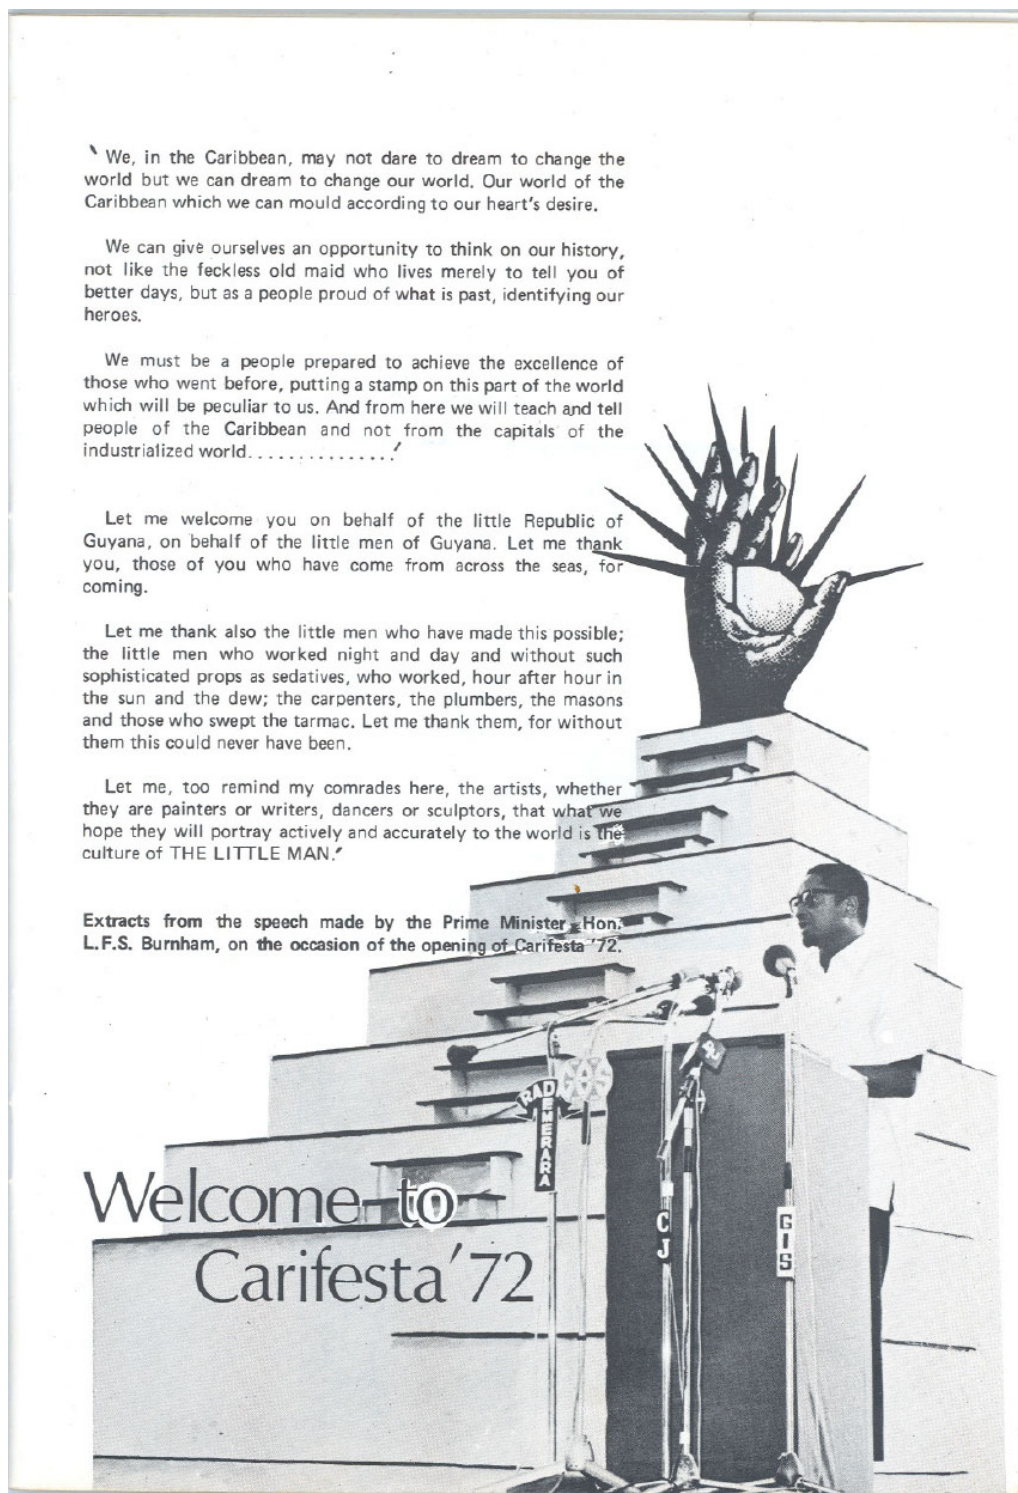 ‘ We, in the Caribbean, may not dare to dream to change the
world but we can dream to change our world. Our world of the
Caribbean which we can mould according to our heart's desire.
We can give ourselves an opportunity to think on our history,
not like the feckless old maid who lives merely to tell you of
better days, but as a people proud of what is past, identifying our
heroes.
We must be a people prepared to achieve the excellence of
those who went before, putting a stamp on this part of the world
which will be peculiar to us. And from here we will teach and tell
people of the Caribbean and not from the capitals of the
industrialized world...............’
Let me welcome you on behalf of the little Republic of
Guyana, on behalf of the little men of Guyana. Let me thank
you, those of you who have come from across the seas, for
coming.
Let me thank also the little men who have made this possible;
the little men who worked night and day and without such
sophisticated props as sedatives, who worked, hour after hour in
the sun and the dew; the carpenters, the plumbers, the masons
and those who swept the tarmac. Let me thank them, for without
them this could never have been.
Let me, too remind my comrades here, the artists, whether
they are painters or writers, dancers or sculptors, that what we
hope they will portray actively and accurately to the world is the
culture of THE LITTLE MAN.’
Extracts from the speech made by the Prime Minister, Hon.
L.F.S. Burnham, on the occasion of the opening of Carifesta '72.
RAD
DEMERARA
GBS
RJ
CJ
GIS
Welcome to
Carifesta '72